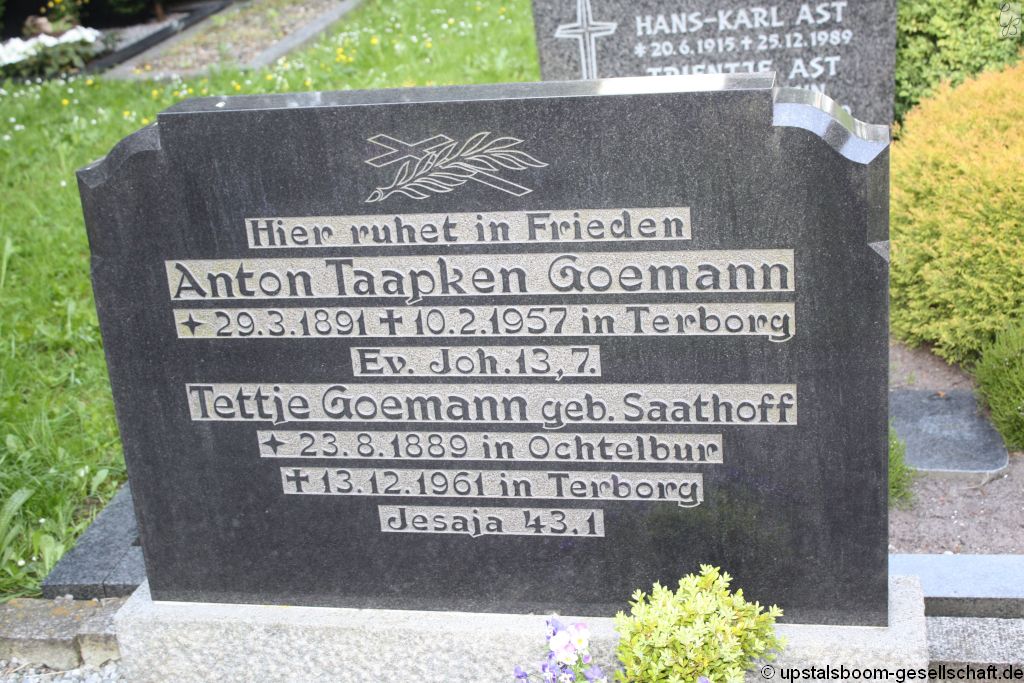 HANS-KARL AST
* 20.6.1915 † 25.12.1989
TRIENTJE AST
Hier ruhet in Frieden
Anton Taapken Goemann
✦ 29.3.1891 ✝ 10.2.1957 in Terborg
Ev. Joh. 13,7.
Tettje Goemann geb. Saathoff
✦ 23.8.1889 in Ochtelbur
✝ 13.12.1961 in Terborg
Jesaja 43,1
© upstalsboom-gesellschaft.de